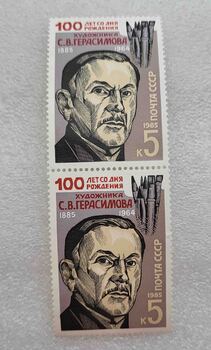 100 ЛЕТ СО ДНЯ
РОЖДЕНИЯ
ХУДОЖНИКА
С.В.ГЕРАСИМОВА
1885 1964
1985 ПОЧТА СССР
5 К
100 ЛЕТ СО ДНЯ
РОЖДЕНИЯ
ХУДОЖНИКА
С.В.ГЕРАСИМОВА
1885 1964
1985 ПОЧТА СССР
5 К